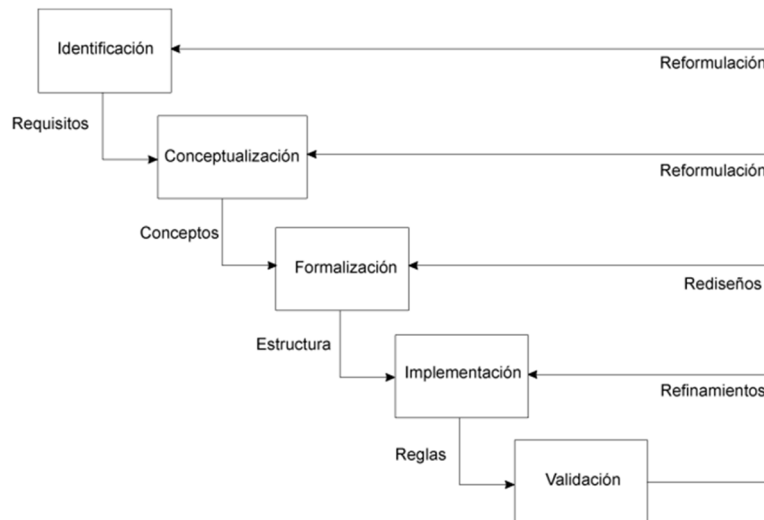 Identificación
Reformulación
Requisitos
Conceptualización
Reformulación
Conceptos
Formalización
Rediseños
Estructura
Implementación
Refinamientos
Reglas
Validación